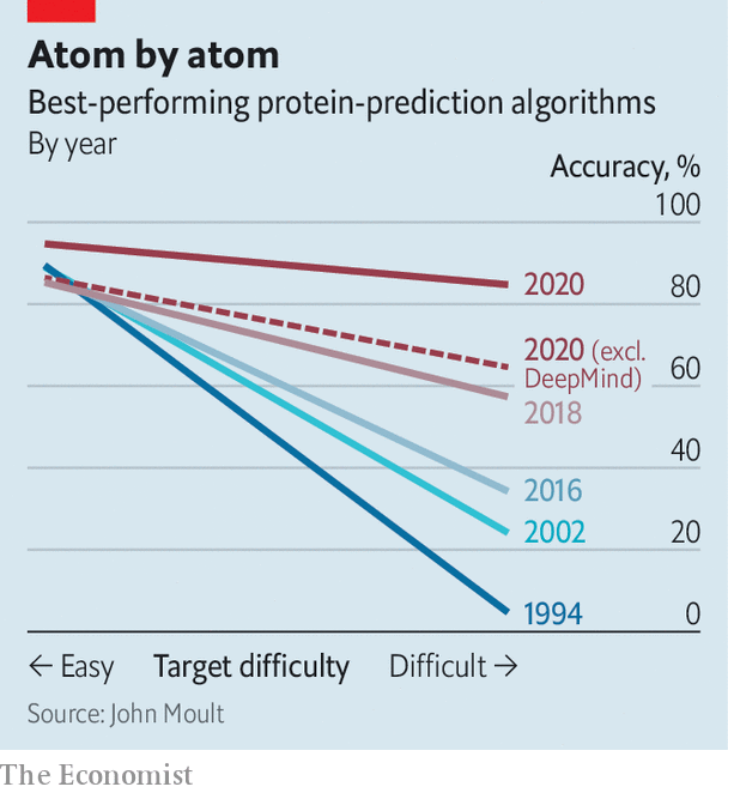 Atom by atom
Best-performing protein-prediction algorithms
By year
Accuracy, %
100
2020
80
2020 (excl.
DeepMind)
60
2018
40
2016
2002
20
1994
0
← Easy Target difficulty Difficult →
Source: John Moult
The Economist